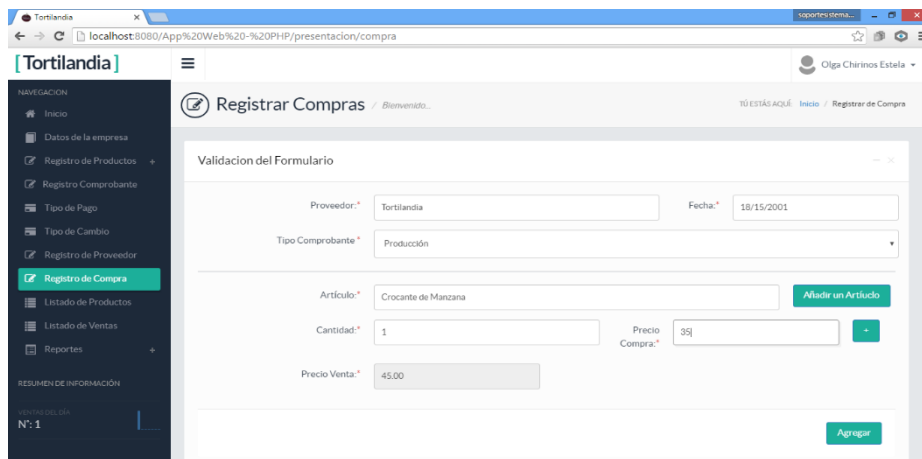 Tortilandia
soportesistema...
localhost:8080/App%20Web%20-%20PHP/presentacion/compra
[Tortilandia]
Olga Chirinos Estela
NAVEGACION
Inicio
Datos de la empresa
Registro de Productos +
Registro Comprobante
Tipo de Pago
Tipo de Cambio
Registro de Proveedor
Registro de Compra
Listado de Productos
Listado de Ventas
Reportes +
RESUMEN DE INFORMACIÓN
VENTAS DEL DÍA
N°: 1
Registrar Compras / Bienvenido...
TÚ ESTÁS AQUÍ: Inicio / Registrar de Compra
Validacion del Formulario
Proveedor:* Tortilandia Fecha:* 18/15/2001
Tipo Comprobante * Producción
Artículo:* Crocante de Manzana Añadir un Artíuclo
Cantidad:* 1 Precio Compra:* 35 +
Precio Venta:* 45.00
Agregar